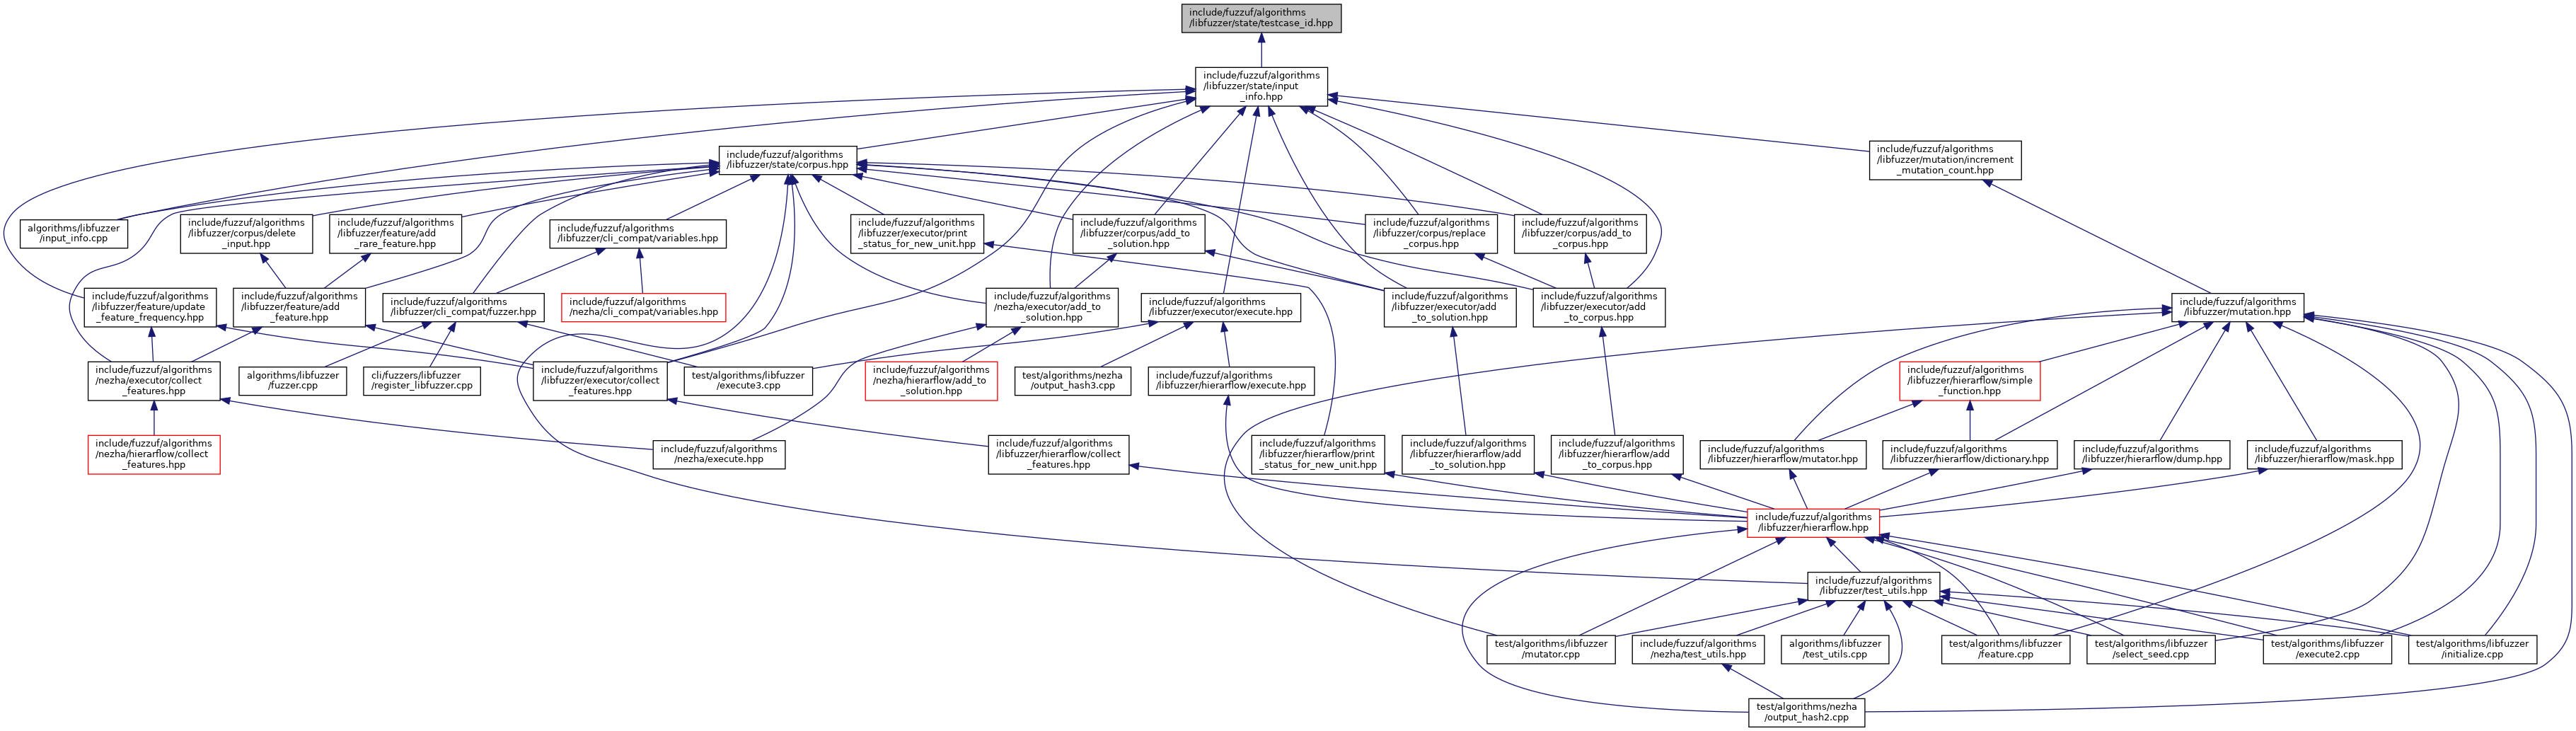 include/fuzzuf/algorithms
/libfuzzer/state/testcase_id.hpp
include/fuzzuf/algorithms
/libfuzzer/state/input
_info.hpp
include/fuzzuf/algorithms
/libfuzzer/state/corpus.hpp
include/fuzzuf/algorithms
/libfuzzer/mutation/increment
_mutation_count.hpp
algorithms/libfuzzer
/input_info.cpp
include/fuzzuf/algorithms
/libfuzzer/corpus/delete
_input.hpp
include/fuzzuf/algorithms
/libfuzzer/feature/add
_rare_feature.hpp
include/fuzzuf/algorithms
/libfuzzer/cli_compat/variables.hpp
include/fuzzuf/algorithms
/libfuzzer/executor/print
_status_for_new_unit.hpp
include/fuzzuf/algorithms
/libfuzzer/corpus/add_to
_solution.hpp
include/fuzzuf/algorithms
/libfuzzer/corpus/replace
_corpus.hpp
include/fuzzuf/algorithms
/libfuzzer/corpus/add_to
_corpus.hpp
include/fuzzuf/algorithms
/libfuzzer/feature/update
_feature_frequency.hpp
include/fuzzuf/algorithms
/libfuzzer/feature/add
_feature.hpp
include/fuzzuf/algorithms
/libfuzzer/cli_compat/fuzzer.hpp
include/fuzzuf/algorithms
/nezha/cli_compat/variables.hpp
include/fuzzuf/algorithms
/nezha/executor/add_to
_solution.hpp
include/fuzzuf/algorithms
/libfuzzer/executor/execute.hpp
include/fuzzuf/algorithms
/libfuzzer/executor/add
_to_solution.hpp
include/fuzzuf/algorithms
/libfuzzer/executor/add
_to_corpus.hpp
include/fuzzuf/algorithms
/libfuzzer/mutation.hpp
include/fuzzuf/algorithms
/nezha/executor/collect
_features.hpp
algorithms/libfuzzer
/fuzzer.cpp
cli/fuzzers/libfuzzer
/register_libfuzzer.cpp
include/fuzzuf/algorithms
/libfuzzer/executor/collect
_features.hpp
test/algorithms/libfuzzer
/execute3.cpp
include/fuzzuf/algorithms
/nezha/hierarflow/add_to
_solution.hpp
test/algorithms/nezha
/output_hash3.cpp
include/fuzzuf/algorithms
/libfuzzer/hierarflow/execute.hpp
include/fuzzuf/algorithms
/libfuzzer/hierarflow/simple
_function.hpp
include/fuzzuf/algorithms
/nezha/hierarflow/collect
_features.hpp
include/fuzzuf/algorithms
/nezha/execute.hpp
include/fuzzuf/algorithms
/libfuzzer/hierarflow/collect
_features.hpp
include/fuzzuf/algorithms
/libfuzzer/hierarflow/print
_status_for_new_unit.hpp
include/fuzzuf/algorithms
/libfuzzer/hierarflow/add
_to_solution.hpp
include/fuzzuf/algorithms
/libfuzzer/hierarflow/add
_to_corpus.hpp
include/fuzzuf/algorithms
/libfuzzer/hierarflow/mutator.hpp
include/fuzzuf/algorithms
/libfuzzer/hierarflow/dictionary.hpp
include/fuzzuf/algorithms
/libfuzzer/hierarflow/dump.hpp
include/fuzzuf/algorithms
/libfuzzer/hierarflow/mask.hpp
include/fuzzuf/algorithms
/libfuzzer/hierarflow.hpp
include/fuzzuf/algorithms
/libfuzzer/test_utils.hpp
test/algorithms/libfuzzer
/mutator.cpp
include/fuzzuf/algorithms
/nezha/test_utils.hpp
algorithms/libfuzzer
/test_utils.cpp
test/algorithms/libfuzzer
/feature.cpp
test/algorithms/libfuzzer
/select_seed.cpp
test/algorithms/libfuzzer
/execute2.cpp
test/algorithms/libfuzzer
/initialize.cpp
test/algorithms/nezha
/output_hash2.cpp